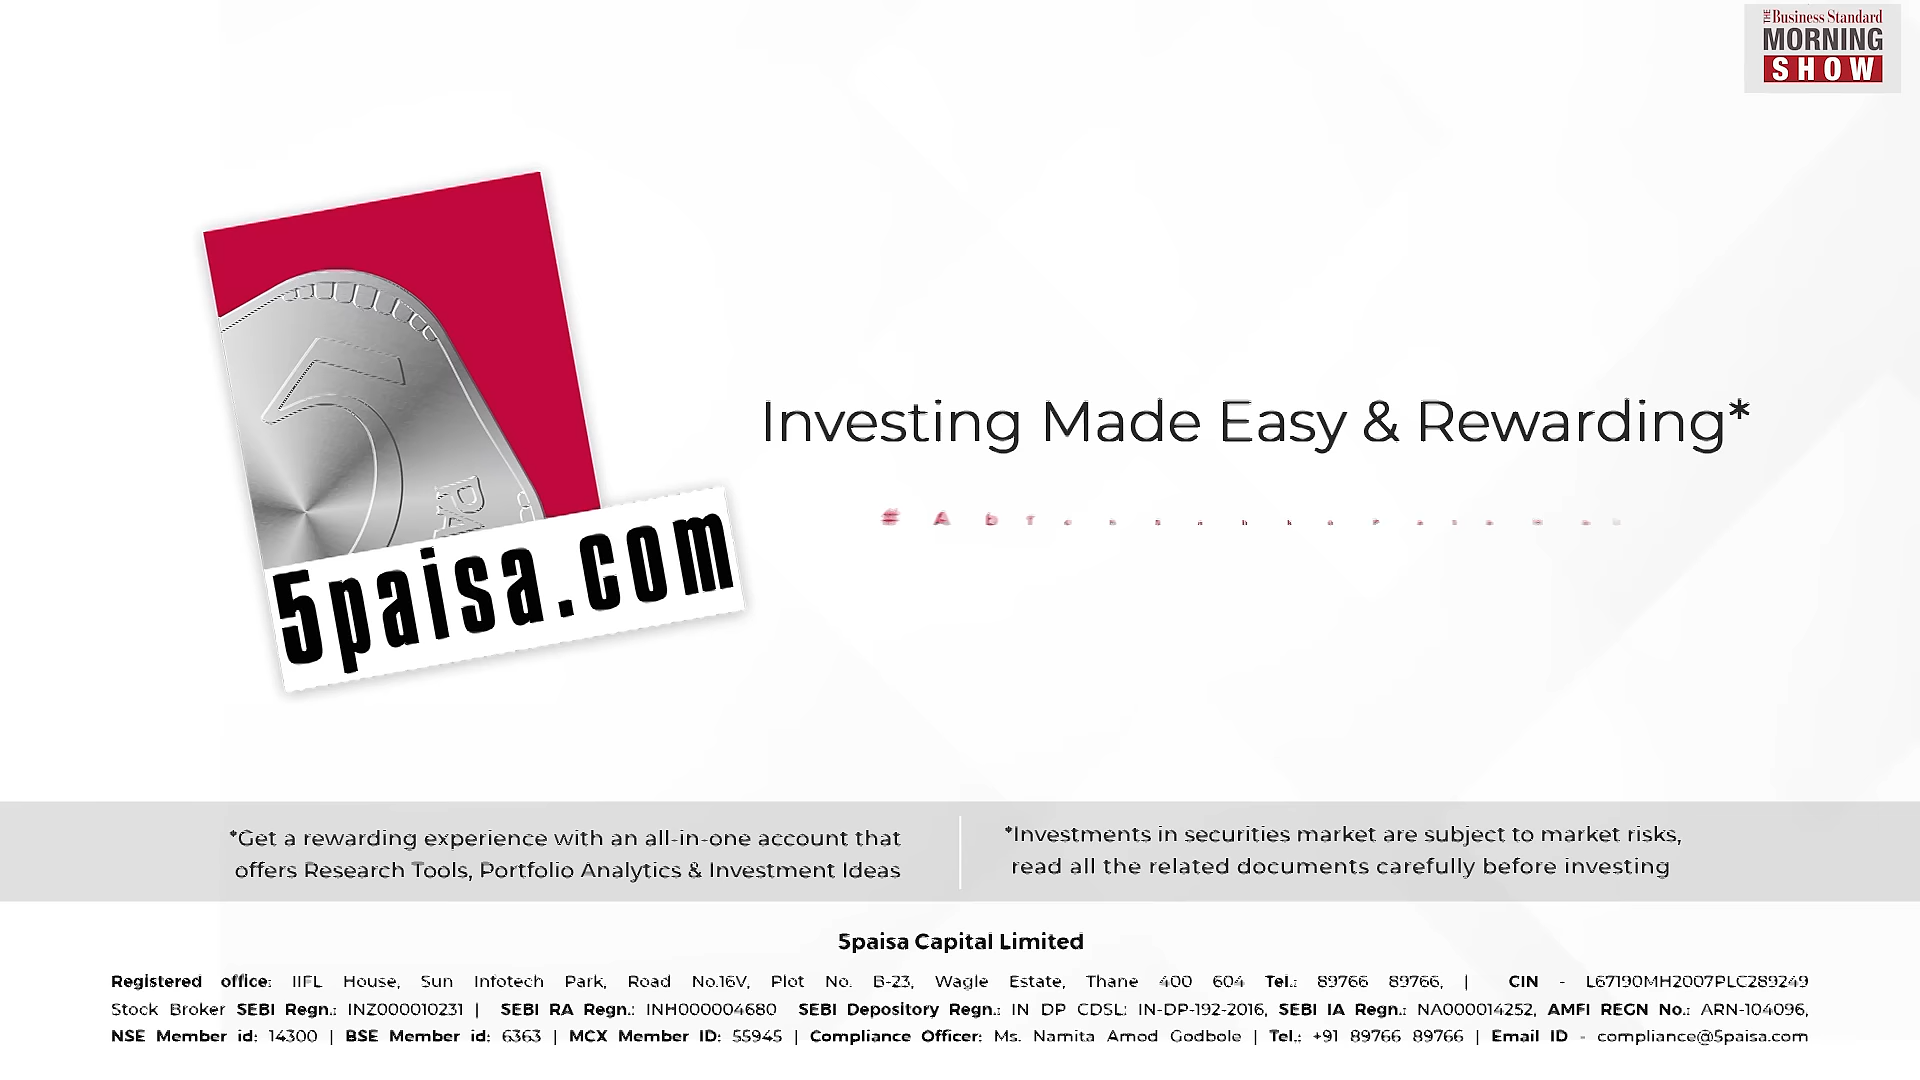 THE Business Standard
MORNING
SHOW
PA
5paisa.com
Investing Made Easy & Rewarding*
*Get a rewarding experience with an all-in-one account that
offers Research Tools, Portfolio Analytics & Investment Ideas
*Investments in securities market are subject to market risks,
read all the related documents carefully before investing
5paisa Capital Limited
Registered office: IIFL House, Sun Infotech Park, Road No.16V, Plot No. B-23, Wagle Estate, Thane 400 604 Tel.: 89766 89766, | CIN - L67190MH2007PLC289249
Stock Broker SEBI Regn.: INZ000010231 | SEBI RA Regn.: INH000004680 SEBI Depository Regn.: IN DP CDSL: IN-DP-192-2016, SEBI IA Regn.: NA000014252, AMFI REGN No.: ARN-104096,
NSE Member id: 14300 | BSE Member id: 6363 | MCX Member ID: 55945 | Compliance Officer: Ms. Namita Amod Godbole | Tel.: +91 89766 89766 | Email ID - compliance@5paisa.com